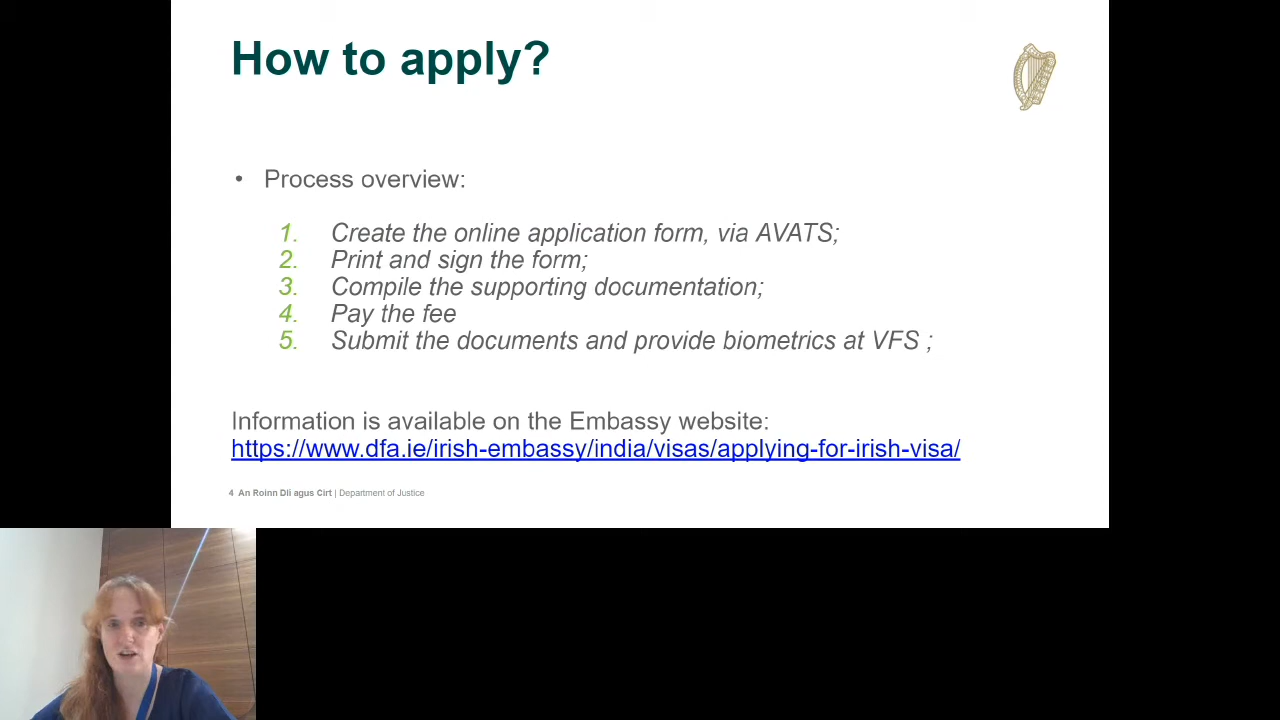 How to apply?
• Process overview:
1. Create the online application form, via AVATS;
2. Print and sign the form;
3. Compile the supporting documentation;
4. Pay the fee
5. Submit the documents and provide biometrics at VFS ;
Information is available on the Embassy website:
https://www.dfa.ie/irish-embassy/india/visas/applying-for-irish-visa/
4 An Roinn Dlí agus Cirt | Department of Justice